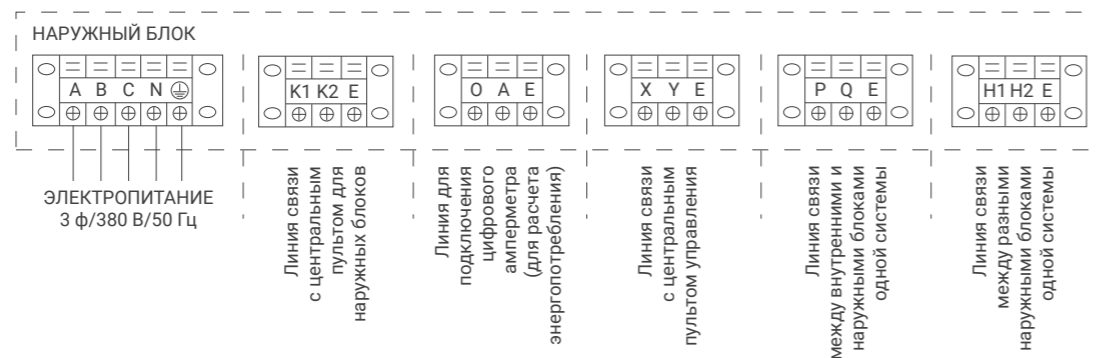 НАРУЖНЫЙ БЛОК
A B C N
K1 K2 E
O A E
X Y E
P Q E
H1 H2 E
ЭЛЕКТРОПИТАНИЕ
3 ф/380 В/50 Гц
Линия связи
с центральным
пультом для
наружных блоков
Линия для
подключения
цифрового
амперметра
(для расчета
энергопотребления)
Линия связи
с центральным
пультом управления
Линия связи
между внутренними и
наружными блоками
одной системы
Линия связи
между разными
наружными блоками
одной системы